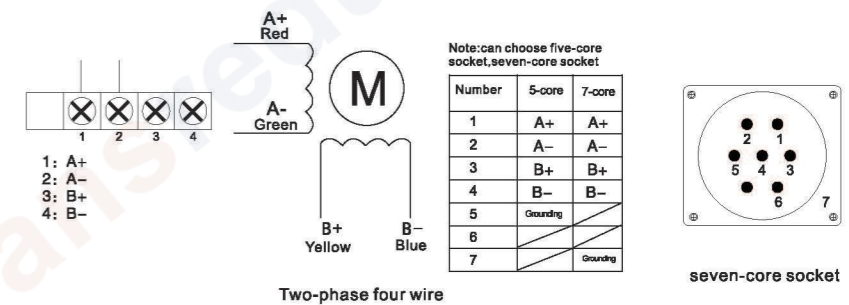 A+
Red
A-
Green
M
B+
Yellow
B-
Blue
1 2 3 4
1: A+
2: A-
3: B+
4: B-
Two-phase four wire
Note:can choose five-core
socket,seven-core socket
Number 5-core 7-core
1 A+ A+
2 A- A-
3 B+ B+
4 B- B-
5 Grounding
6
7 Grounding
2 1
5 4 3
6 7
seven-core socket